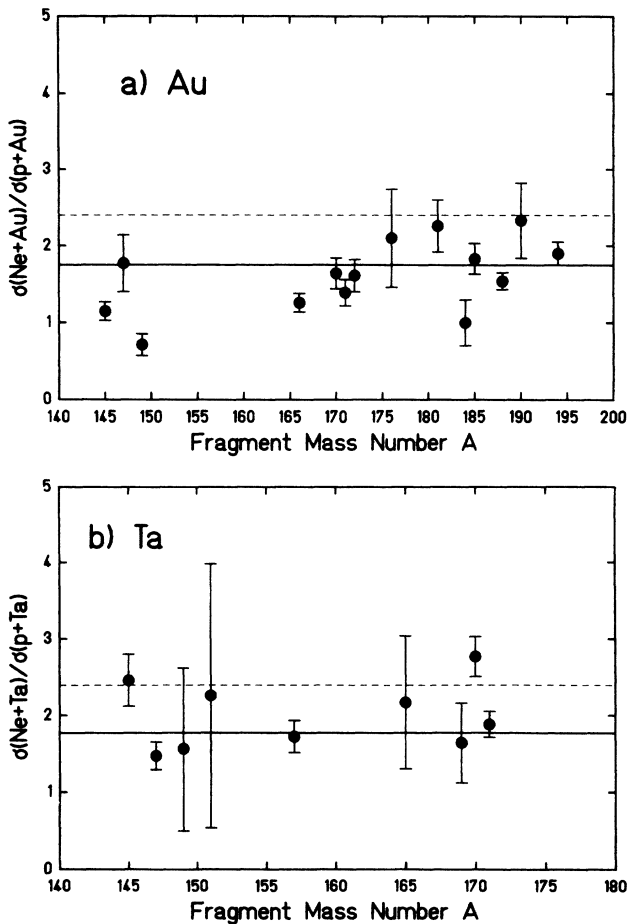 5
a) Au
4
3
2
1
0
σ(Ne+Au)/σ(p+Au)
140 145 150 155 160 165 170 175 180 185 190 195 200
Fragment Mass Number A
5
b) Ta
4
3
2
1
0
σ(Ne+Ta)/σ(p+Ta)
140 145 150 155 160 165 170 175 180
Fragment Mass Number A